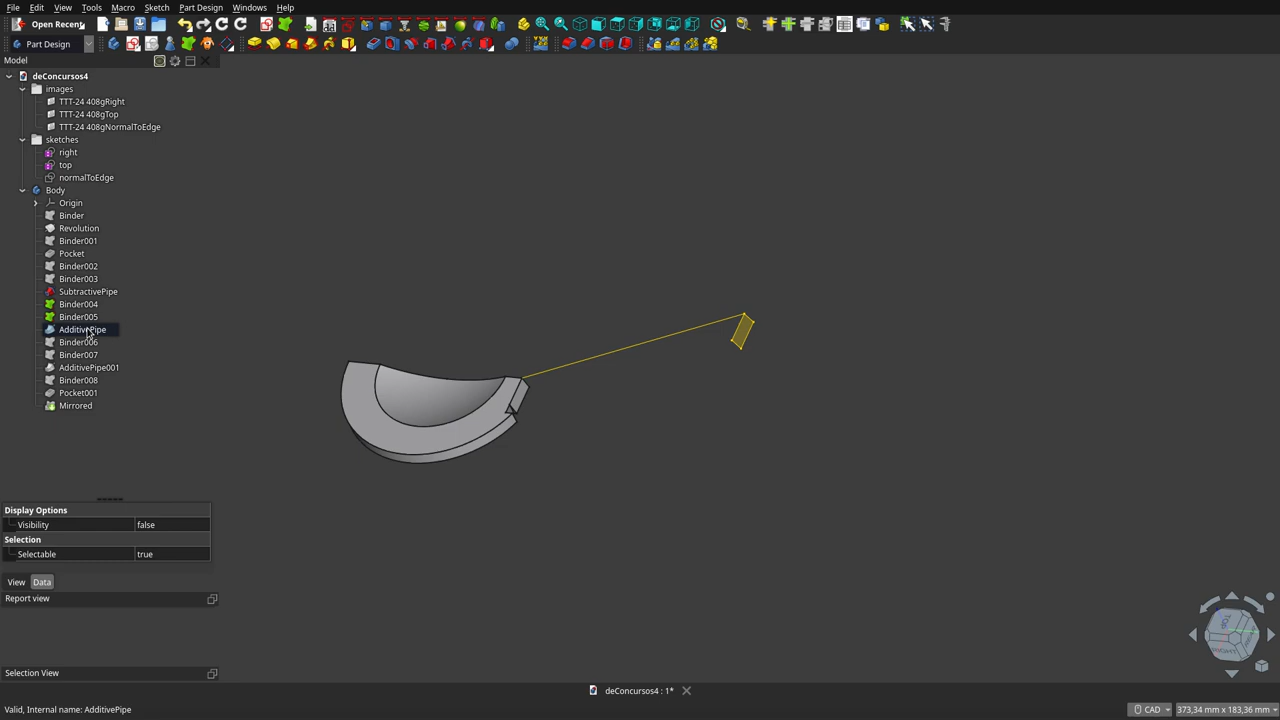 File Edit View Tools Macro Sketch Part Design Windows Help
Open Recent
Part Design
Model
deConcursos4
images
TTT-24 408gRight
TTT-24 408gTop
TTT-24 408gNormalToEdge
sketches
right
top
normalToEdge
Body
Origin
Binder
Revolution
Binder001
Pocket
Binder002
Binder003
SubtractivePipe
Binder004
Binder005
AdditivePipe
Binder006
Binder007
AdditivePipe001
Binder008
Pocket001
Mirrored
Display Options
Visibility false
Selection
Selectable true
View Data
Report view
Selection View
TOP
deConcursos4 : 1*
Valid, Internal name: AdditivePipe
CAD 373,34 mm x 183,36 mm